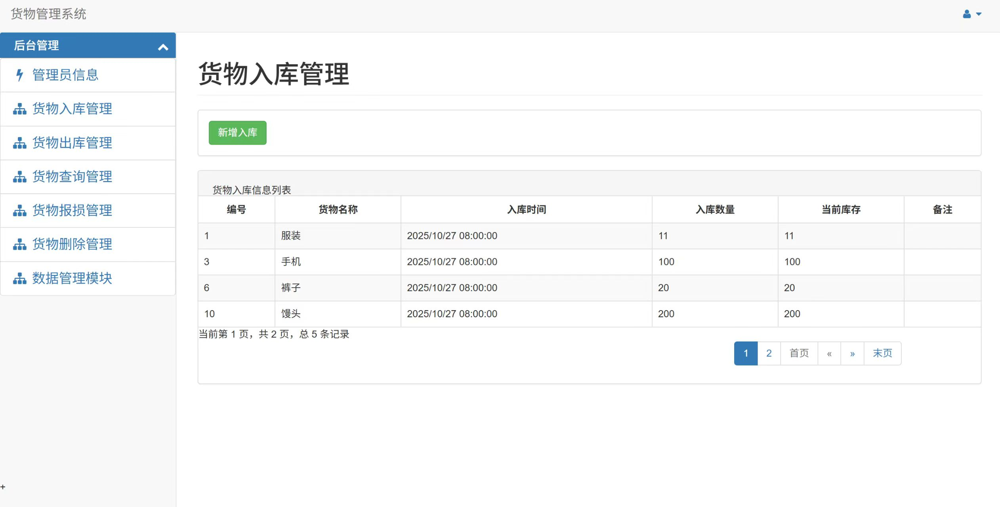 货物管理系统
后台管理
管理员信息
货物入库管理
货物出库管理
货物查询管理
货物报损管理
货物删除管理
数据管理模块
+
货物入库管理
新增入库
货物入库信息列表
编号 货物名称 入库时间 入库数量 当前库存 备注
1 服装 2025/10/27 08:00:00 11 11
3 手机 2025/10/27 08:00:00 100 100
6 裤子 2025/10/27 08:00:00 20 20
10 馒头 2025/10/27 08:00:00 200 200
当前第 1 页，共 2 页，总 5 条记录
1 2 首页 « » 末页